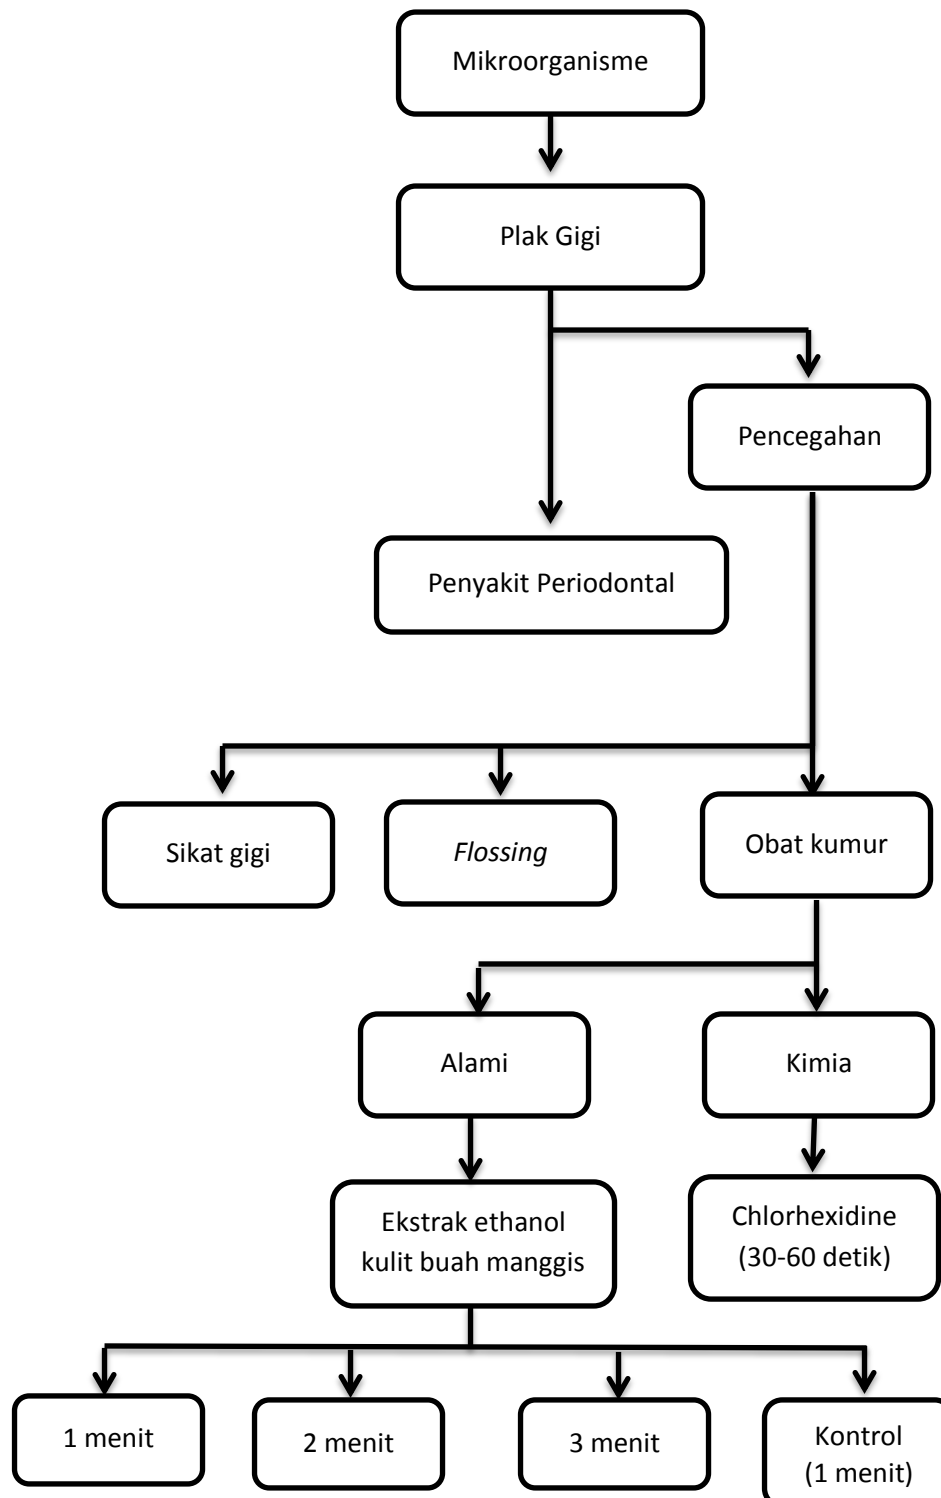 Mikroorganisme
Plak Gigi
Pencegahan
Penyakit Periodontal
Sikat gigi
Flossing
Obat kumur
Alami
Kimia
Ekstrak ethanol
kulit buah manggis
Chlorhexidine
(30-60 detik)
1 menit
2 menit
3 menit
Kontrol
(1 menit)